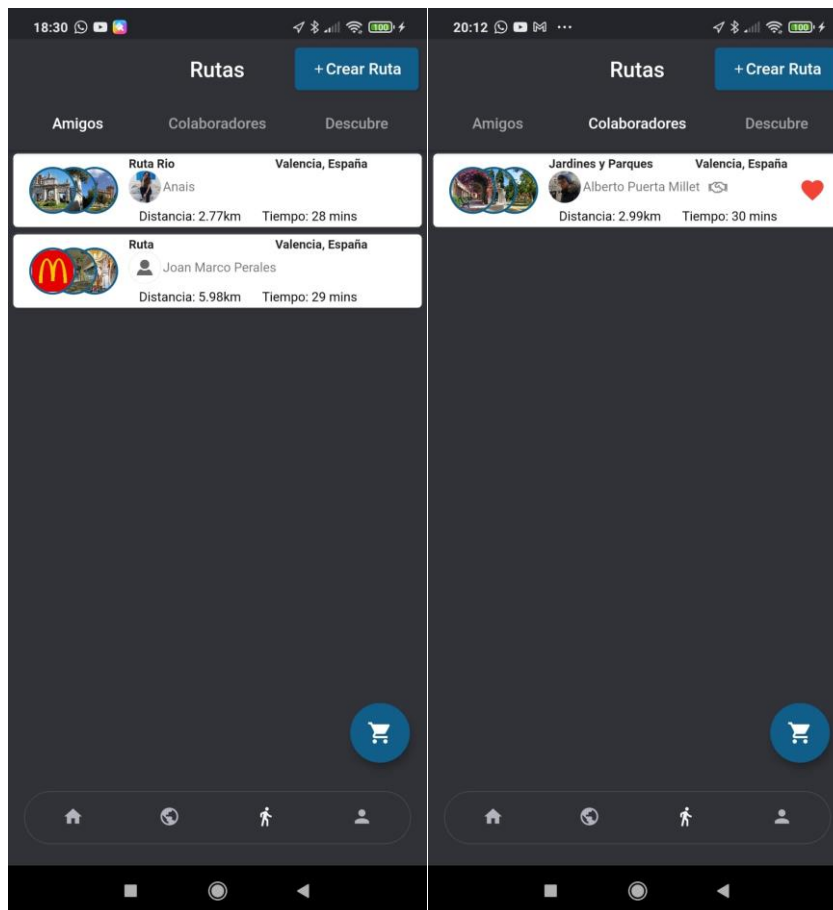 18:30
100
Rutas
+ Crear Ruta
Amigos Colaboradores Descubre
Ruta Rio Valencia, España
Anais
Distancia: 2.77km Tiempo: 28 mins
Ruta Valencia, España
Joan Marco Perales
Distancia: 5.98km Tiempo: 29 mins
20:12
100
Rutas
+ Crear Ruta
Amigos Colaboradores Descubre
Jardines y Parques Valencia, España
Alberto Puerta Millet
Distancia: 2.99km Tiempo: 30 mins